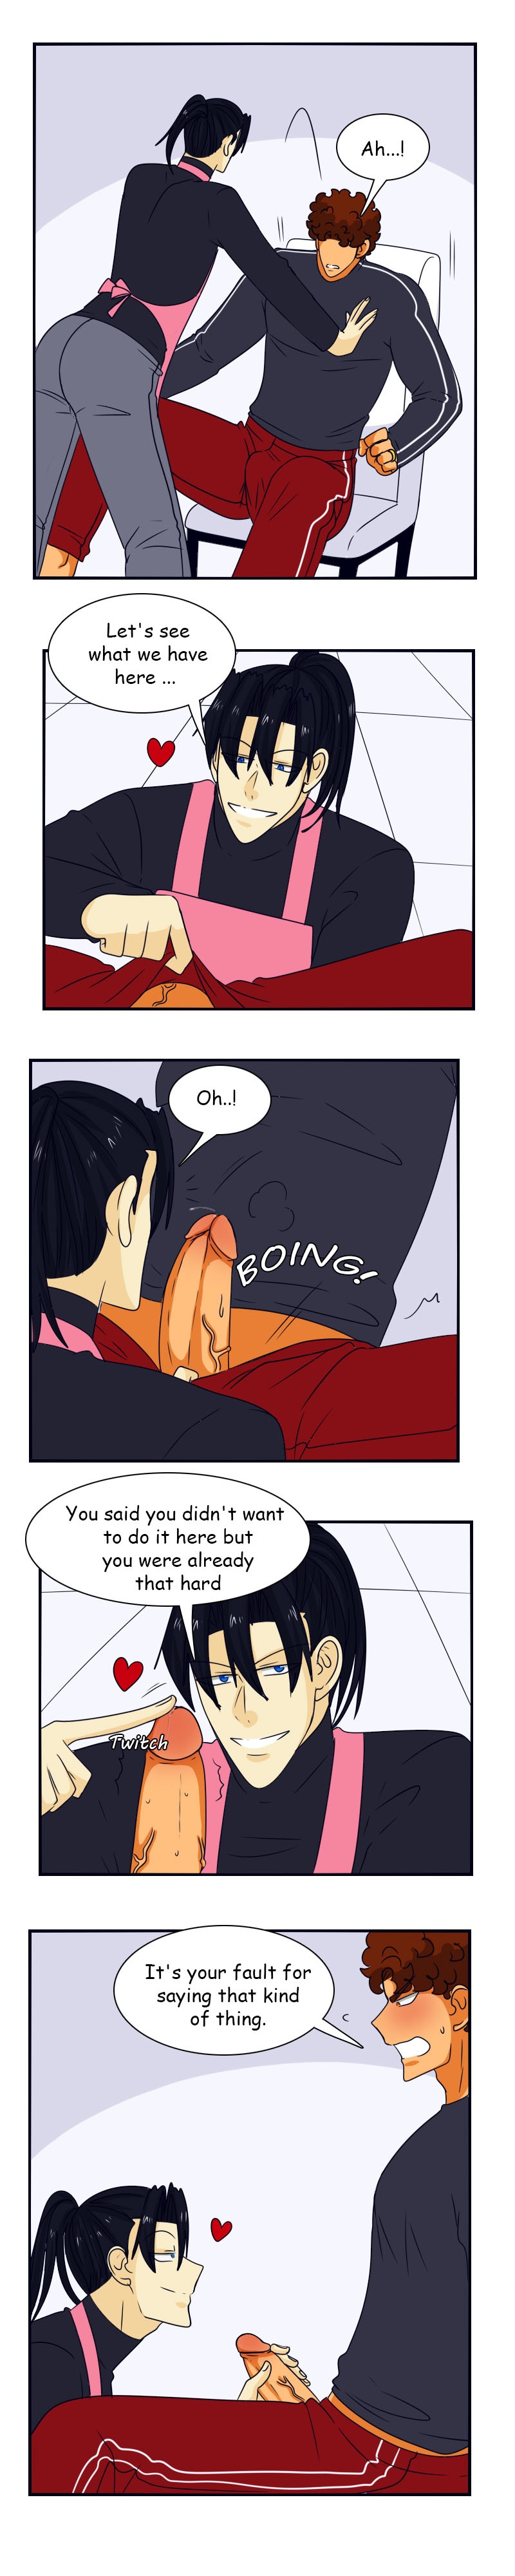 Ah...!
Let's see
what we have
here ...
Oh..!
BOING!
You said you didn't want
to do it here but
you were already
that hard
Twitch
It's your fault for
saying that kind
of thing.